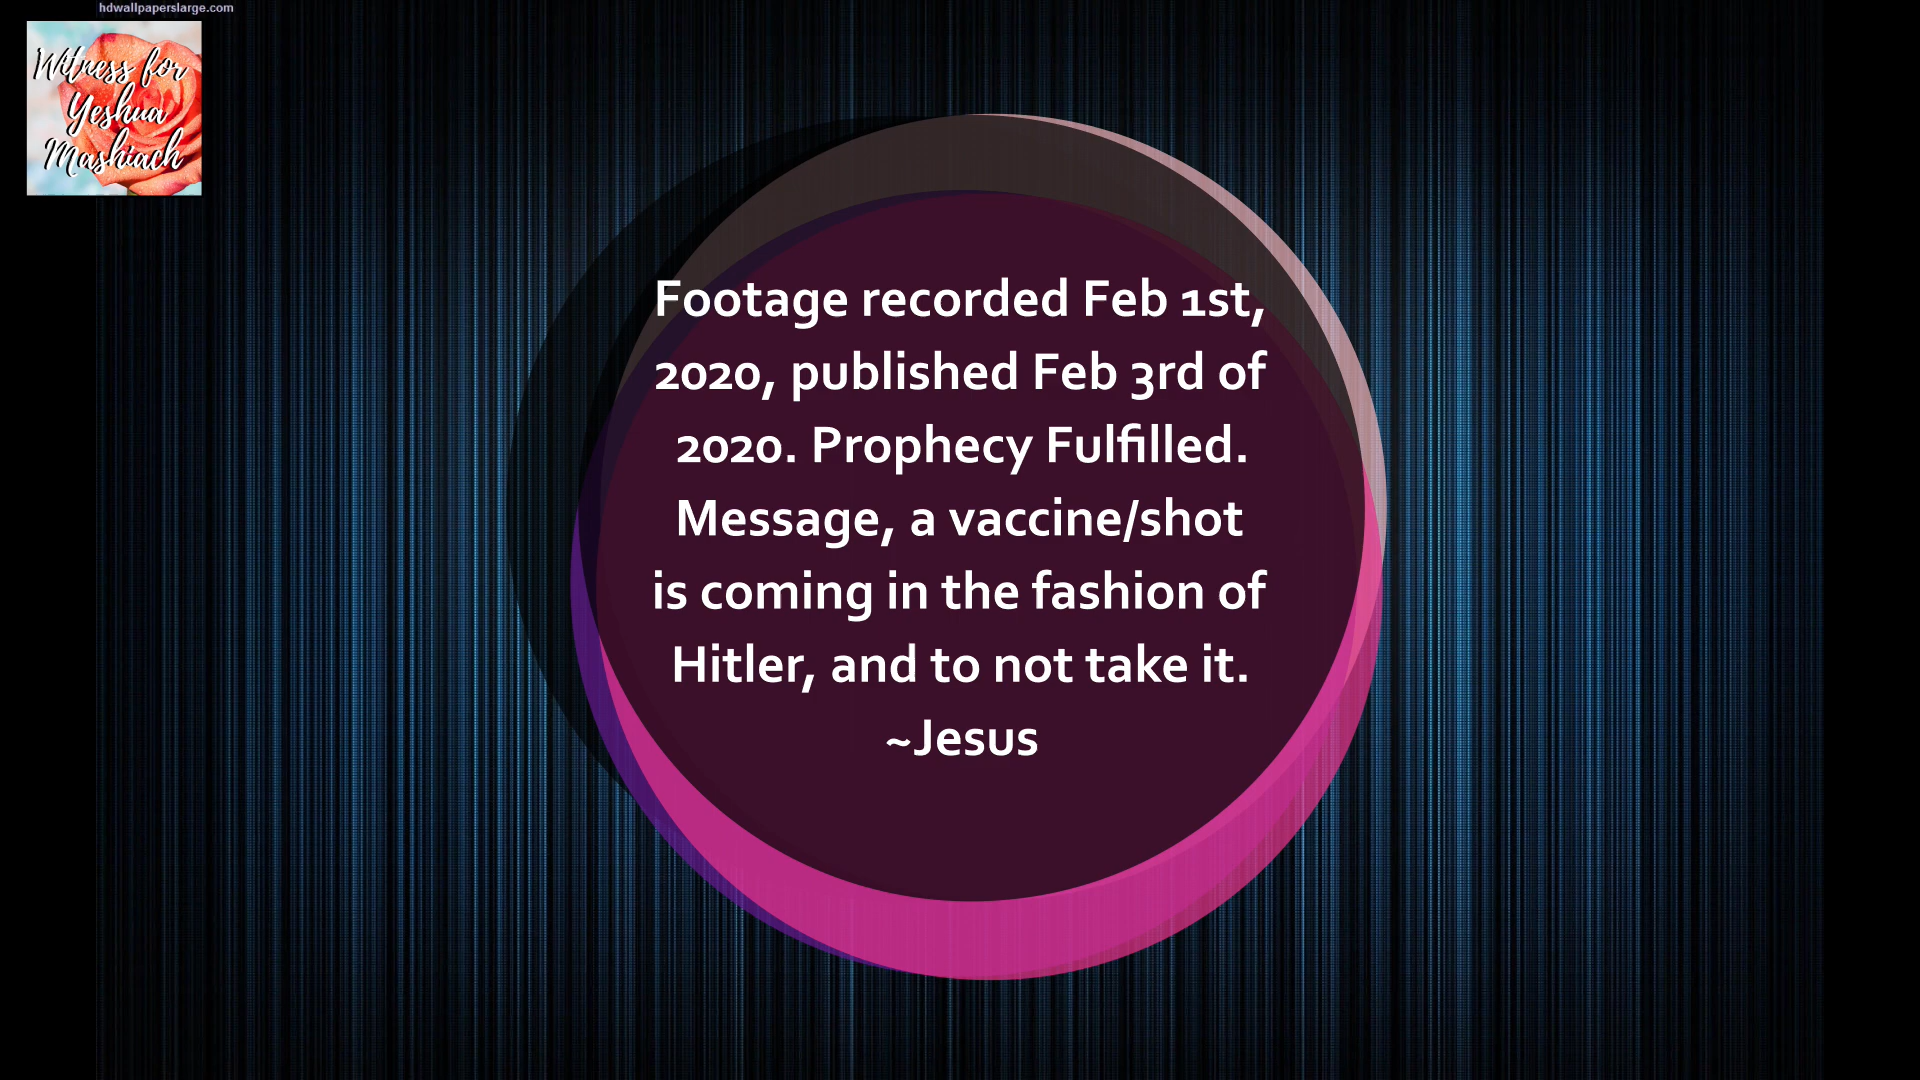 hdwallpaperslarge.com
Witness for
Yeshua
Mashiach
Footage recorded Feb 1st,
2020, published Feb 3rd of
2020. Prophecy Fulfilled.
Message, a vaccine/shot
is coming in the fashion of
Hitler, and to not take it.
~Jesus